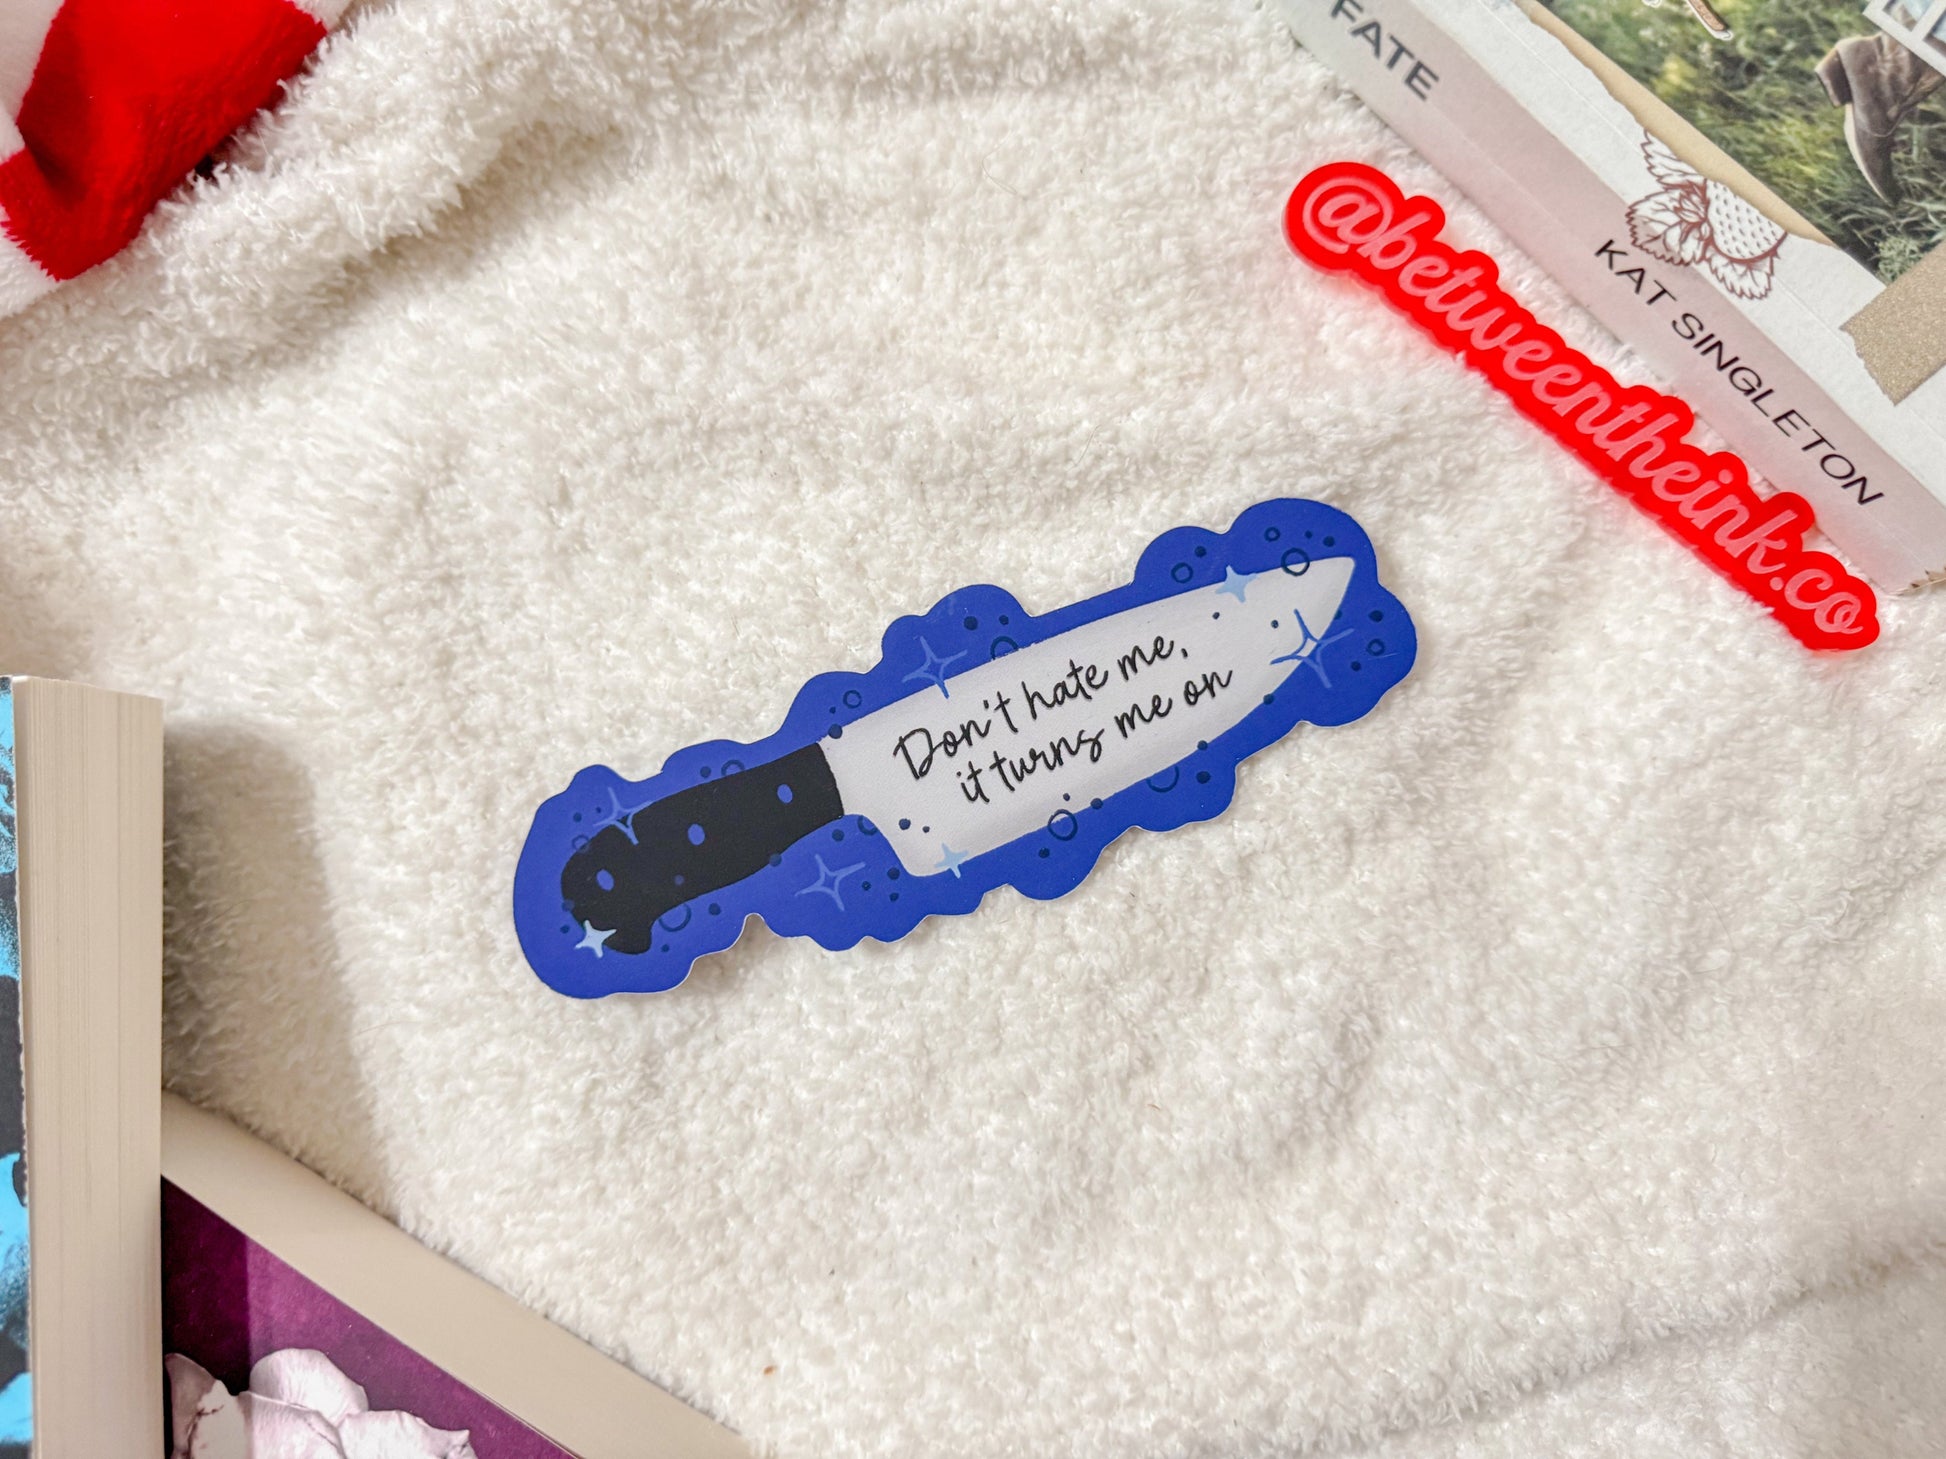 FATE
KAT SINGLETON
@betweentheink.co
Don't hate me,
it turns me on